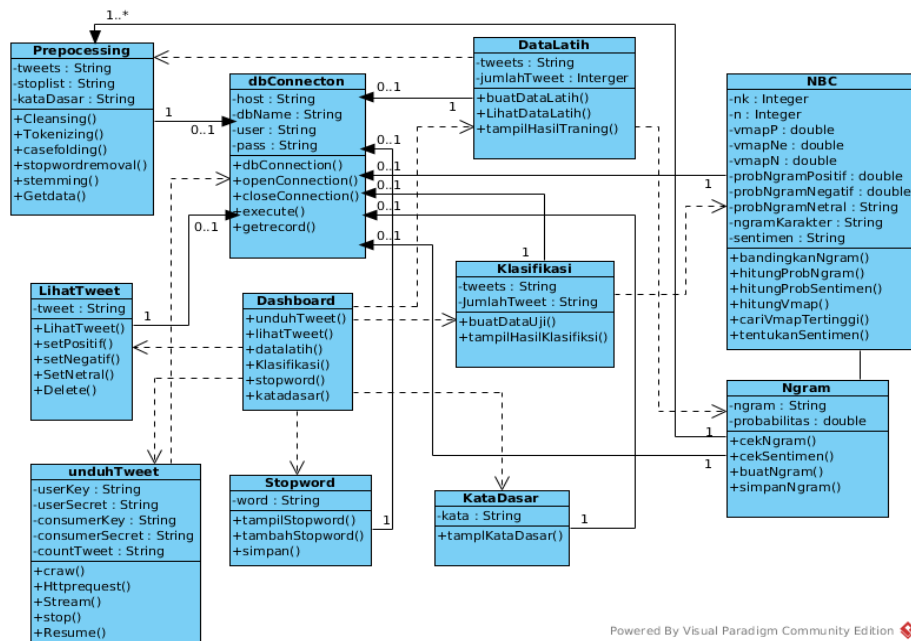 1..*
Prepocessing
-tweets : String
-stoplist : String
-kataDasar : String
+Cleansing()
+Tokenizing()
+casefolding()
+stopwordremoval()
+stemming()
+Getdata()
1
0..1
dbConnecton
-host : String
-dbName : String
-user : String
-pass : String
+dbConnection()
+openConnection()
+closeConnection()
+execute()
+getrecord()
0..1
0..1
0..1
0..1
0..1
0..1
0..1
DataLatih
-tweets : String
-jumlahTweet : Interger
+buatDataLatih()
+LihatDataLatih()
+tampilHasilTraning()
1
NBC
-nk : Integer
-n : Integer
-vmapP : double
-vmapNe : double
-vmapN : double
-probNgramPositif : double
-probNgramNegatif : double
-probNgramNetral : String
-ngramKarakter : String
-sentimen : String
+bandingkanNgram()
+hitungProbNgram()
+hitungProbSentimen()
+hitungVmap()
+cariVmapTertinggi()
+tentukanSentimen()
1
Klasifikasi
-tweets : String
-JumlahTweet : String
+buatDataUji()
+tampilHasilKlasifiksi()
1
LihatTweet
-tweet : String
+LihatTweet()
+setPositif()
+setNegatif()
+SetNetral()
+Delete()
1
Dashboard
+unduhTweet()
+lihatTweet()
+datalatih()
+Klasifikasi()
+stopword()
+katadasar()
Ngram
-ngram : String
-probabilitas : double
+cekNgram()
+cekSentimen()
+buatNgram()
+simpanNgram()
1
1
unduhTweet
-userKey : String
-userSecret : String
-consumerKey : String
-consumerSecret : String
-countTweet : String
+craw()
+Httprequest()
+Stream()
+stop()
+Resume()
Stopword
-word : String
+tampilStopword()
+tambahStopword()
+simpan()
1
KataDasar
-kata : String
+tamplKataDasar()
1
Powered By Visual Paradigm Community Edition